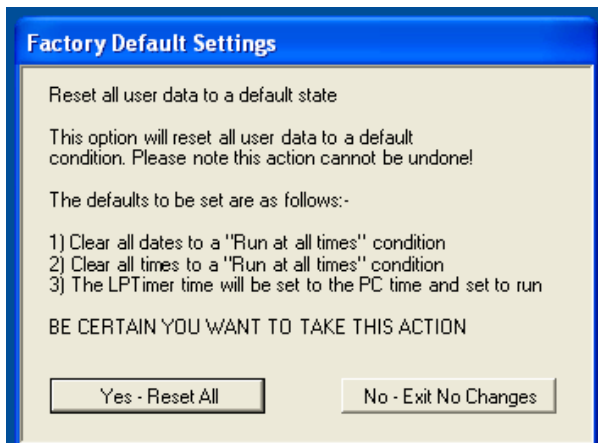 Factory Default Settings
Reset all user data to a default state
This option will reset all user data to a default
condition. Please note this action cannot be undone!
The defaults to be set are as follows:-
1) Clear all dates to a "Run at all times" condition
2) Clear all times to a "Run at all times" condition
3) The LPTimer time will be set to the PC time and set to run
BE CERTAIN YOU WANT TO TAKE THIS ACTION
Yes - Reset All
No - Exit No Changes